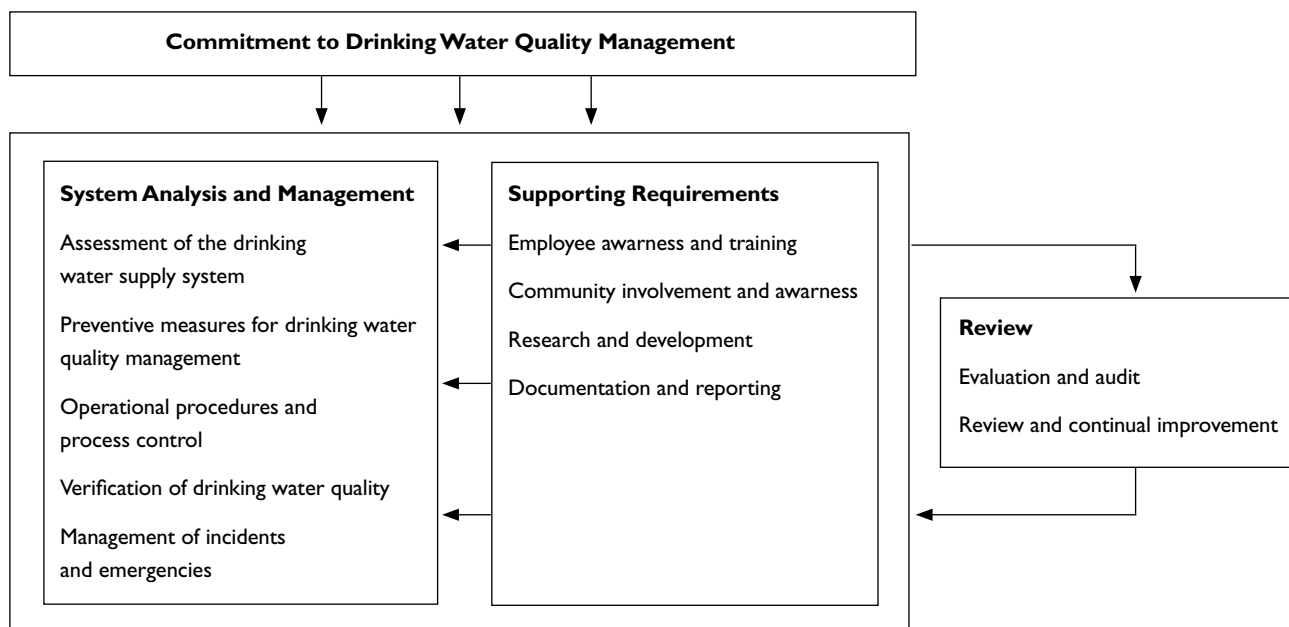 Commitment to Drinking Water Quality Management
System Analysis and Management
Assessment of the drinking
water supply system
Preventive measures for drinking water
quality management
Operational procedures and
process control
Verification of drinking water quality
Management of incidents
and emergencies
Supporting Requirements
Employee awarness and training
Community involvement and awarness
Research and development
Documentation and reporting
Review
Evaluation and audit
Review and continual improvement